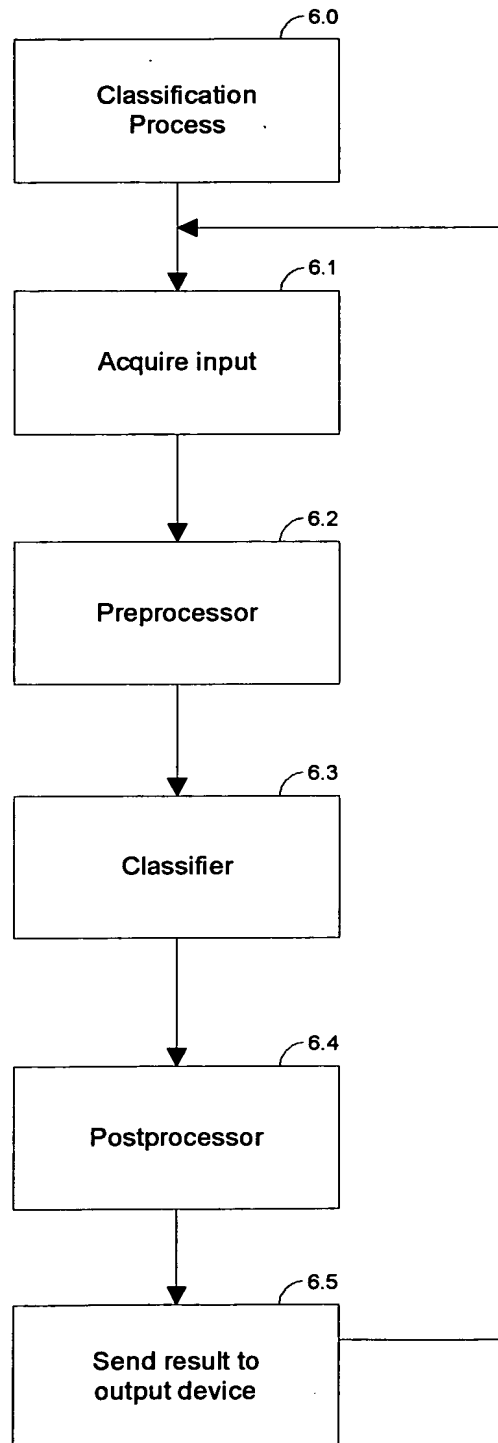 6.0
Classification
Process
6.1
Acquire input
6.2
Preprocessor
6.3
Classifier
6.4
Postprocessor
6.5
Send result to
output device